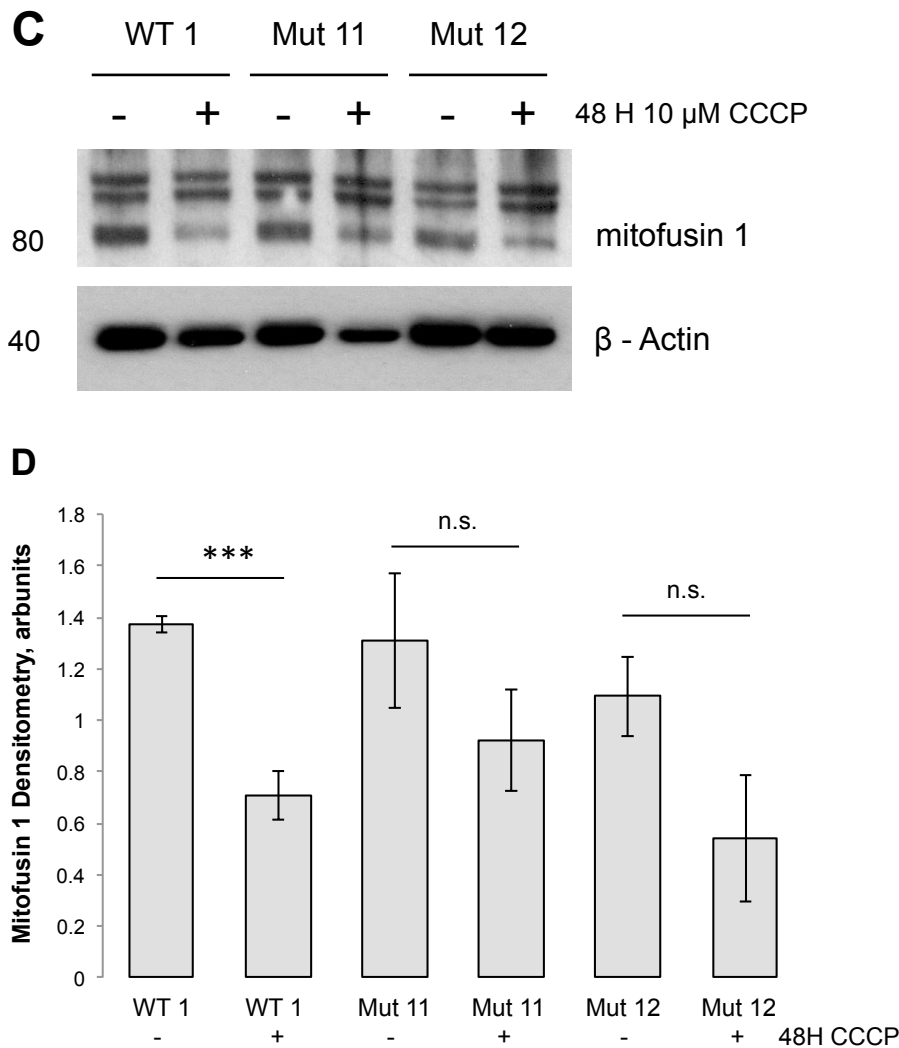 C
WT 1 Mut 11 Mut 12
- + - + - + 48 H 10 µM CCCP
80 mitofusin 1
40 β - Actin
D
Mitofusin 1 Densitometry, arbunits
1.8
1.6
1.4
1.2
1
0.8
0.6
0.4
0.2
0
*** n.s. n.s.
WT 1 WT 1 Mut 11 Mut 11 Mut 12 Mut 12
- + - + - + 48H CCCP